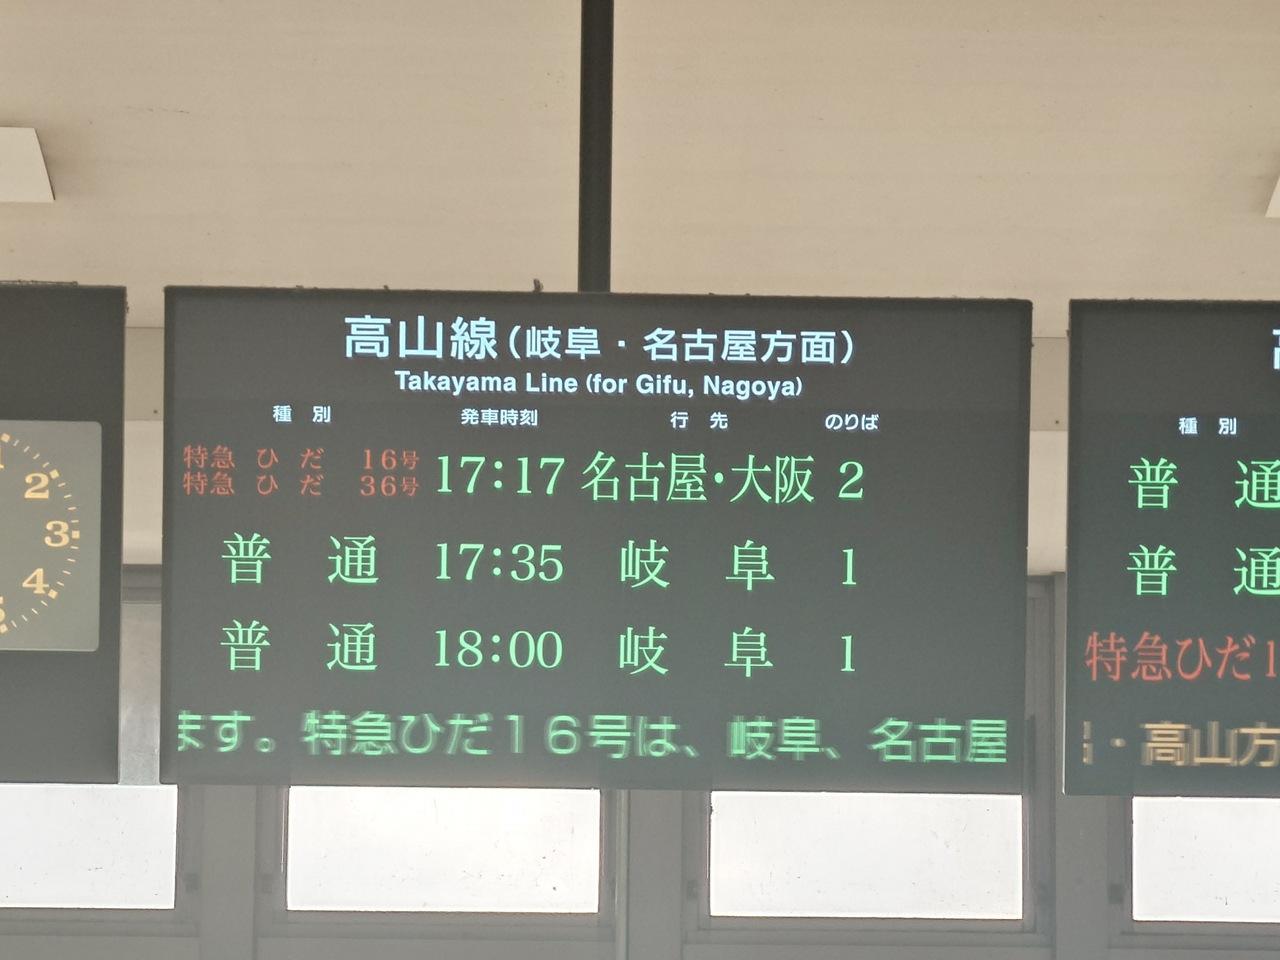 高山線(岐阜・名古屋方面)
Takayama Line (for Gifu, Nagoya)
種別 発車時刻 行先 のりば
特急 ひだ 16号
特急 ひだ 36号
17:17 名古屋・大阪 2
普通 17:35 岐阜 1
普通 18:00 岐阜 1
ます。特急ひだ16号は、岐阜、名古屋
2
3
4
種別
普通
普通
特急ひだ1
・高山方